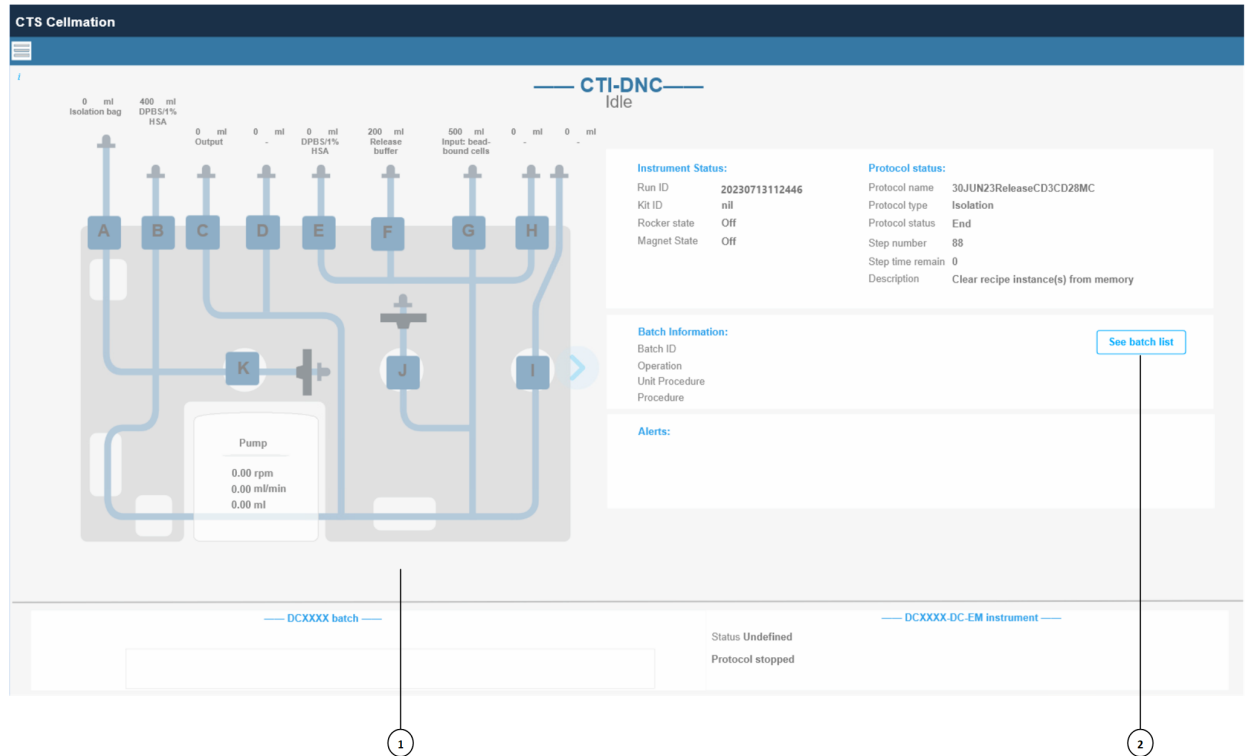 CTS Cellmation
i
CTI-DNC
Idle
0 ml
Isolation bag
400 ml
DPBS/1%
HSA
0 ml
Output
0 ml
-
0 ml
DPBS/1%
HSA
200 ml
Release
buffer
500 ml
Input: bead-
bound cells
0 ml
-
0 ml
-
A
B
C
D
E
F
G
H
K
J
I
Pump
0.00 rpm
0.00 ml/min
0.00 ml
Instrument Status:
Run ID 20230713112446
Kit ID nil
Rocker state Off
Magnet State Off
Protocol status:
Protocol name 30JUN23ReleaseCD3CD28MC
Protocol type Isolation
Protocol status End
Step number 88
Step time remain 0
Description Clear recipe instance(s) from memory
Batch Information:
Batch ID
Operation
Unit Procedure
Procedure
See batch list
Alerts:
DCXXXX batch
DCXXXX-DC-EM instrument
Status Undefined
Protocol stopped
1
2